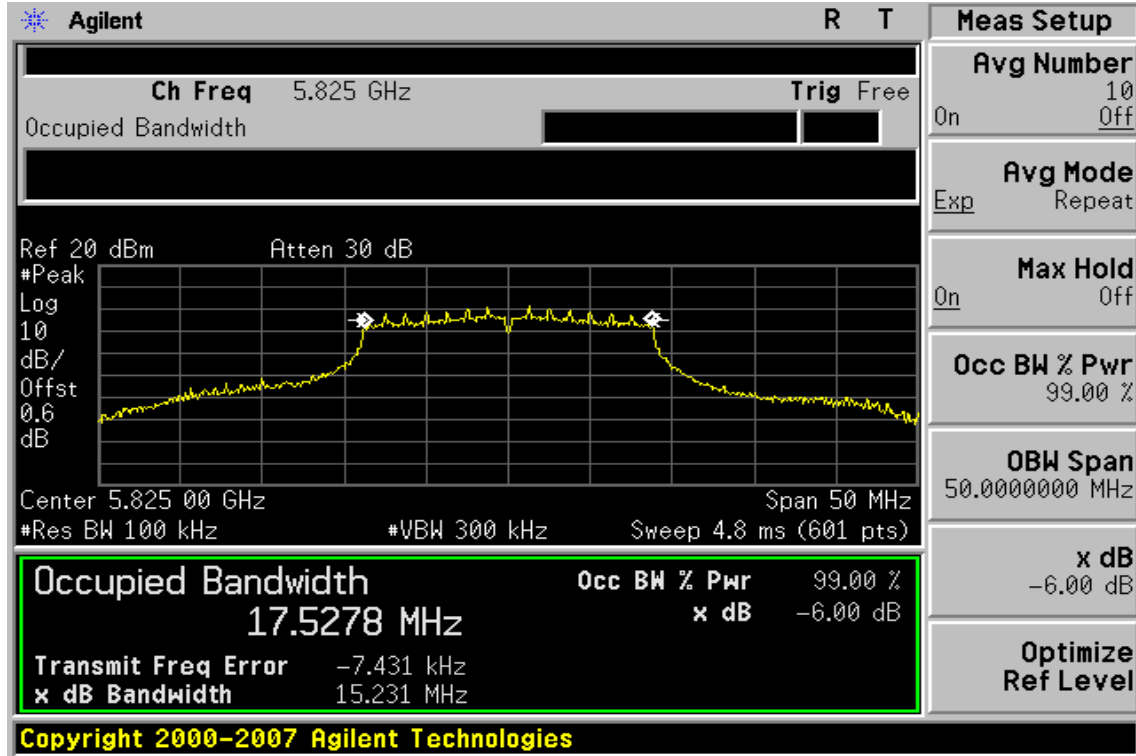 Agilent R T Meas Setup
Ch Freq 5.825 GHz Trig Free
Occupied Bandwidth
Avg Number
10
On Off
Avg Mode
Exp Repeat
Max Hold
On Off
Occ BW % Pwr
99.00 %
OBW Span
50.0000000 MHz
x dB
-6.00 dB
Optimize
Ref Level
Ref 20 dBm Atten 30 dB
#Peak
Log
10
dB/
Offst
0.6
dB
Center 5.825 00 GHz Span 50 MHz
#Res BW 100 kHz #VBW 300 kHz Sweep 4.8 ms (601 pts)
Occupied Bandwidth Occ BW % Pwr 99.00 %
17.5278 MHz x dB -6.00 dB
Transmit Freq Error -7.431 kHz
x dB Bandwidth 15.231 MHz
Copyright 2000-2007 Agilent Technologies